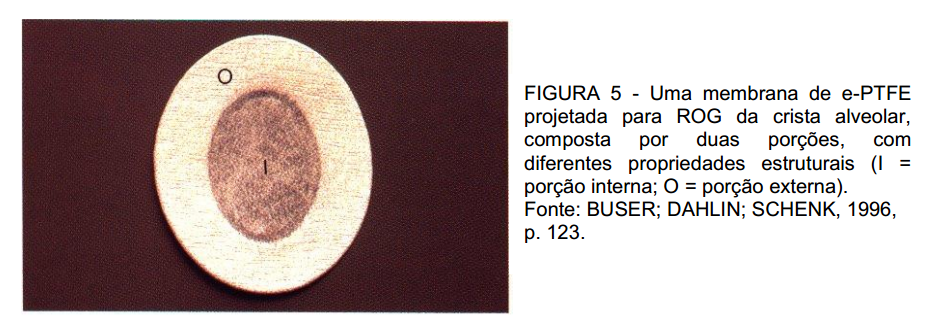 O
I
FIGURA 5 - Uma membrana de e-PTFE
projetada para ROG da crista alveolar,
composta por duas porções, com
diferentes propriedades estruturais (I =
porção interna; O = porção externa).
Fonte: BUSER; DAHLIN; SCHENK, 1996,
p. 123.